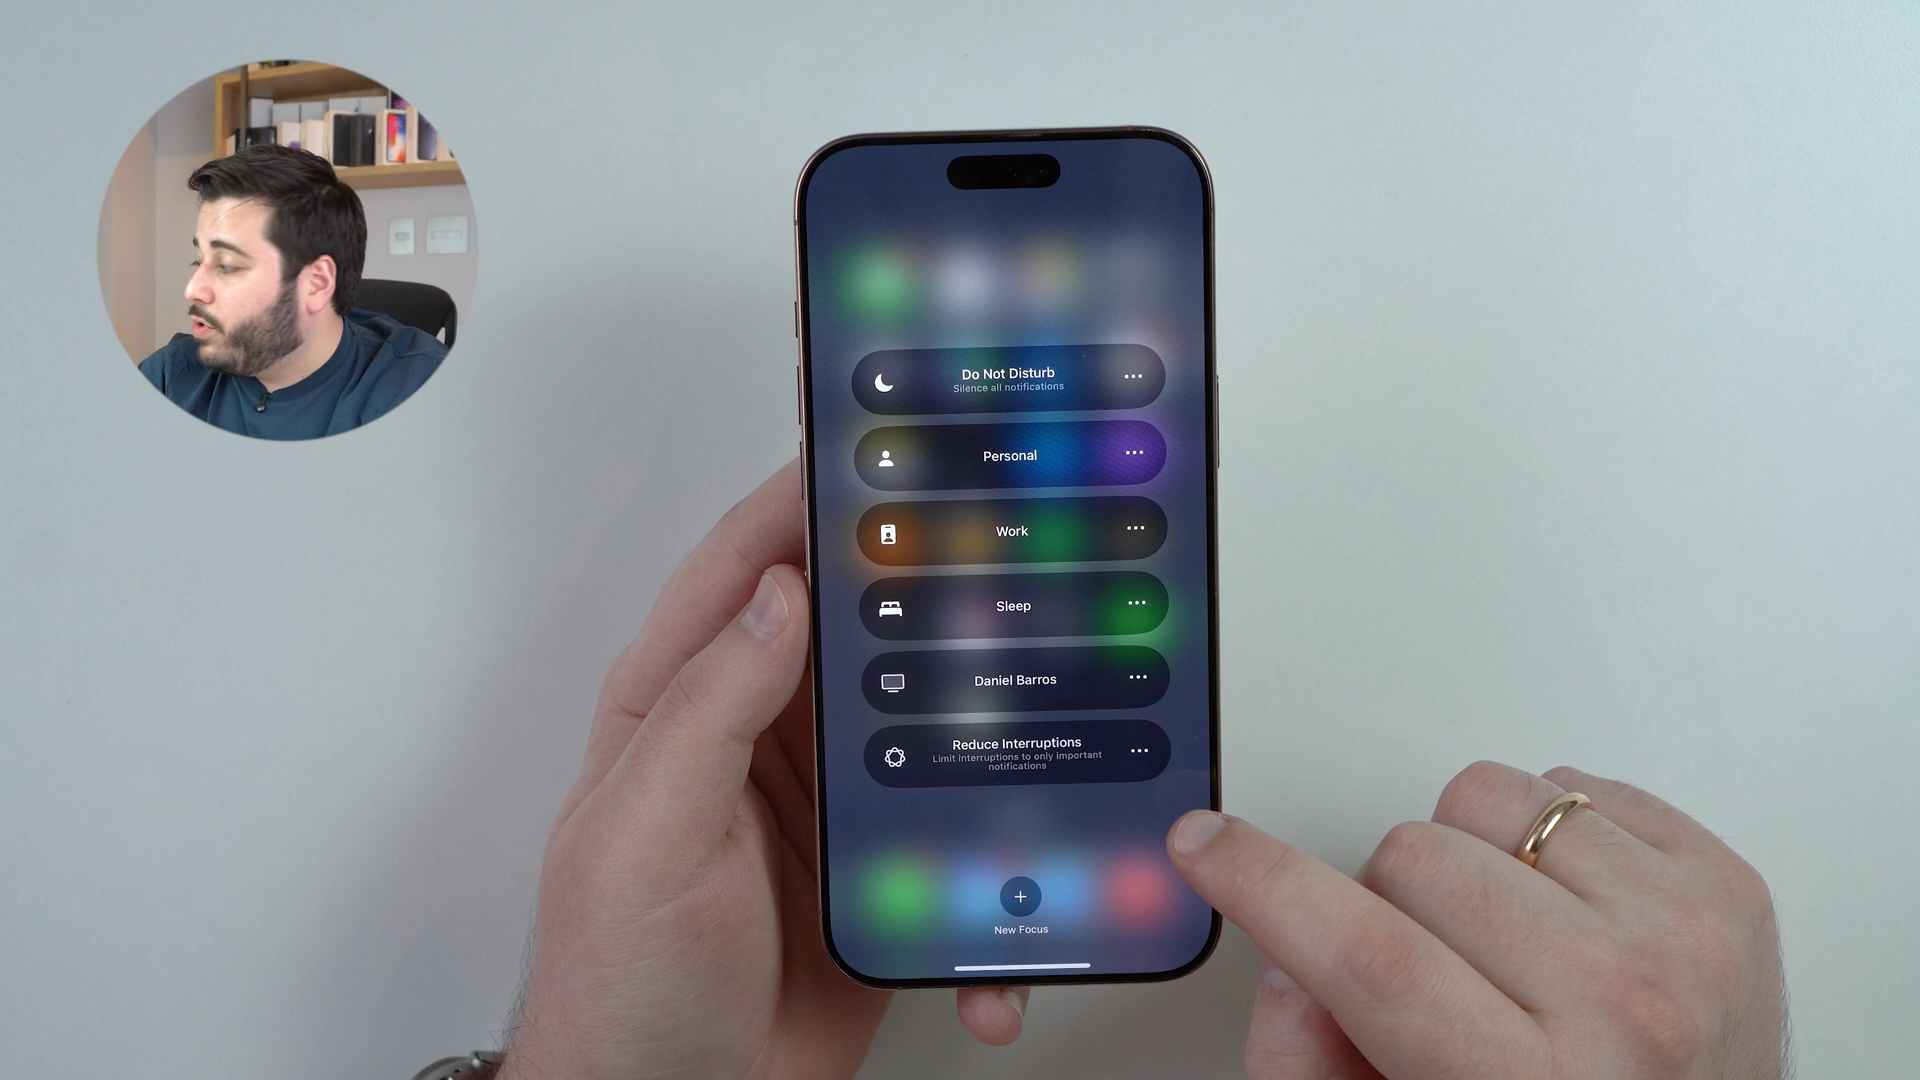 Do Not Disturb
Silence all notifications
Personal
Work
Sleep
Daniel Barros
Reduce Interruptions
Limit interruptions to only important
notifications
New Focus